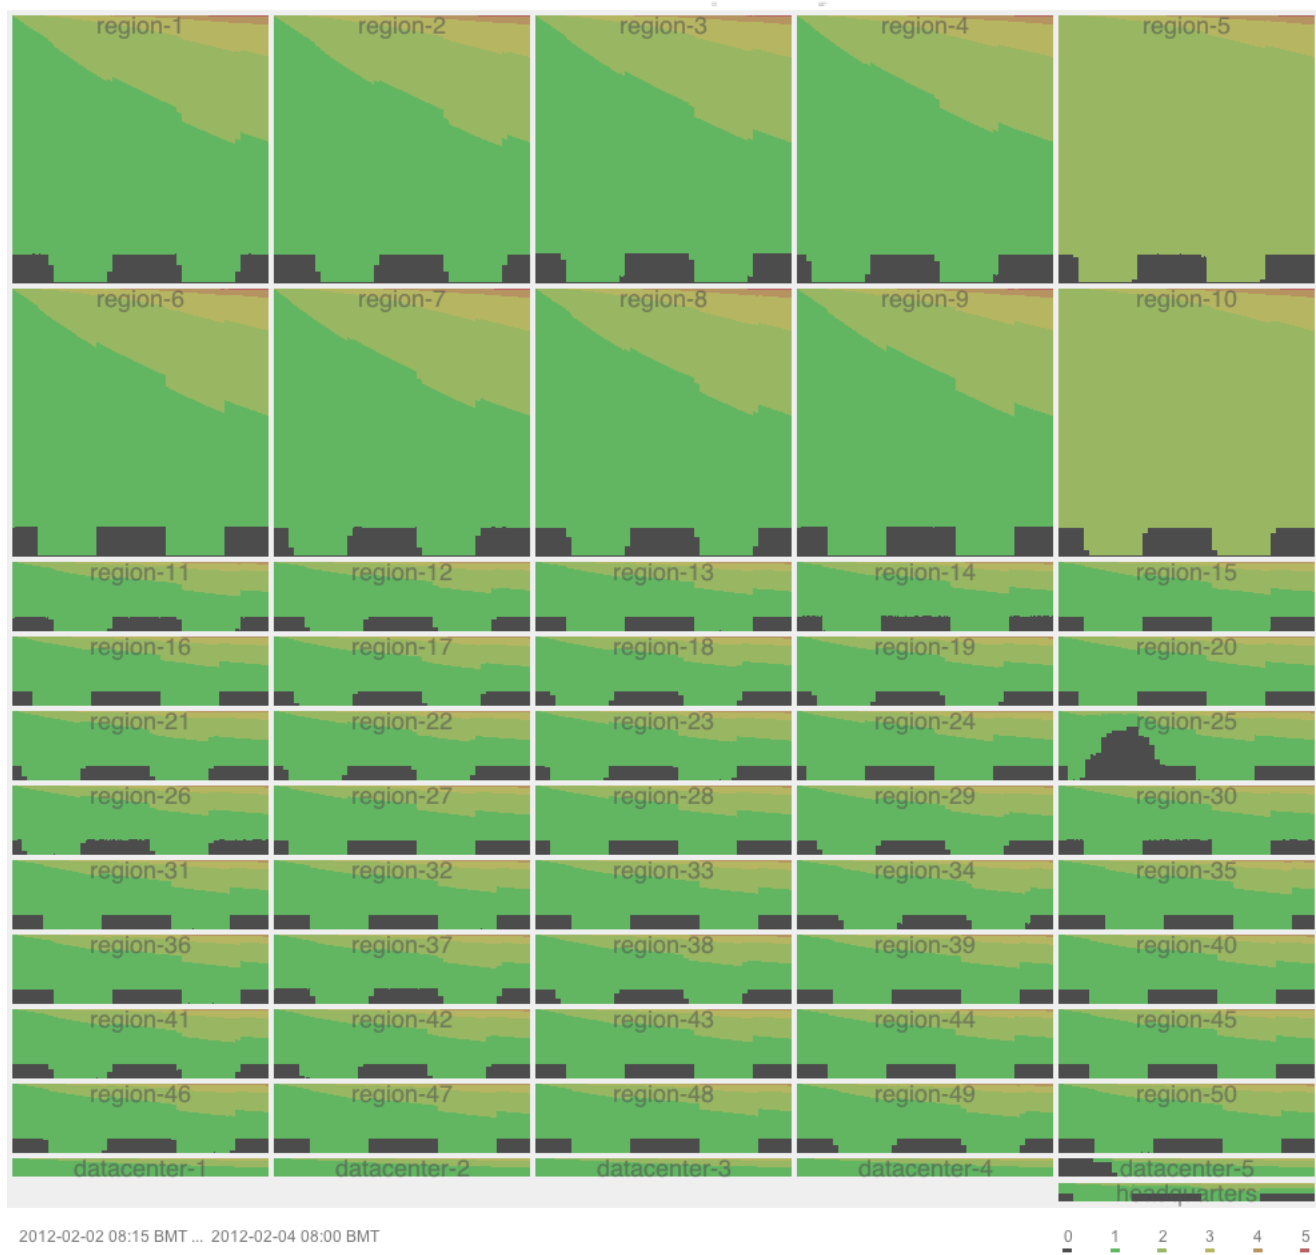 region-1 region-2 region-3 region-4 region-5
region-6 region-7 region-8 region-9 region-10
region-11 region-12 region-13 region-14 region-15
region-16 region-17 region-18 region-19 region-20
region-21 region-22 region-23 region-24 region-25
region-26 region-27 region-28 region-29 region-30
region-31 region-32 region-33 region-34 region-35
region-36 region-37 region-38 region-39 region-40
region-41 region-42 region-43 region-44 region-45
region-46 region-47 region-48 region-49 region-50
datacenter-1 datacenter-2 datacenter-3 datacenter-4 datacenter-5
headquarters
2012-02-02 08:15 BMT ... 2012-02-04 08:00 BMT
0 1 2 3 4 5